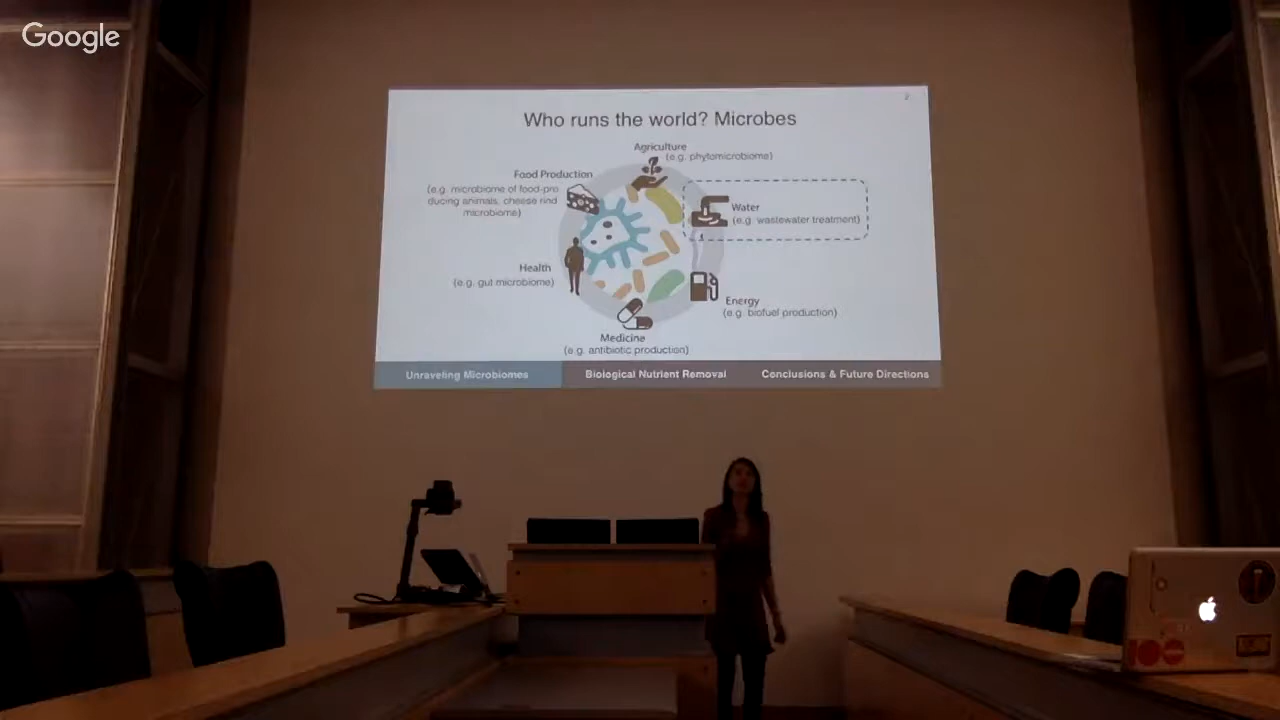 Google
2
Who runs the world? Microbes
Agriculture
(e.g. phytomicrobiome)
Food Production
(e.g. microbiome of food-pro
ducing animals, cheese rind
microbiome)
Water
(e.g. wastewater treatment)
Health
(e.g. gut microbiome)
Energy
(e.g. biofuel production)
Medicine
(e.g. antibiotic production)
Unraveling Microbiomes
Biological Nutrient Removal
Conclusions & Future Directions